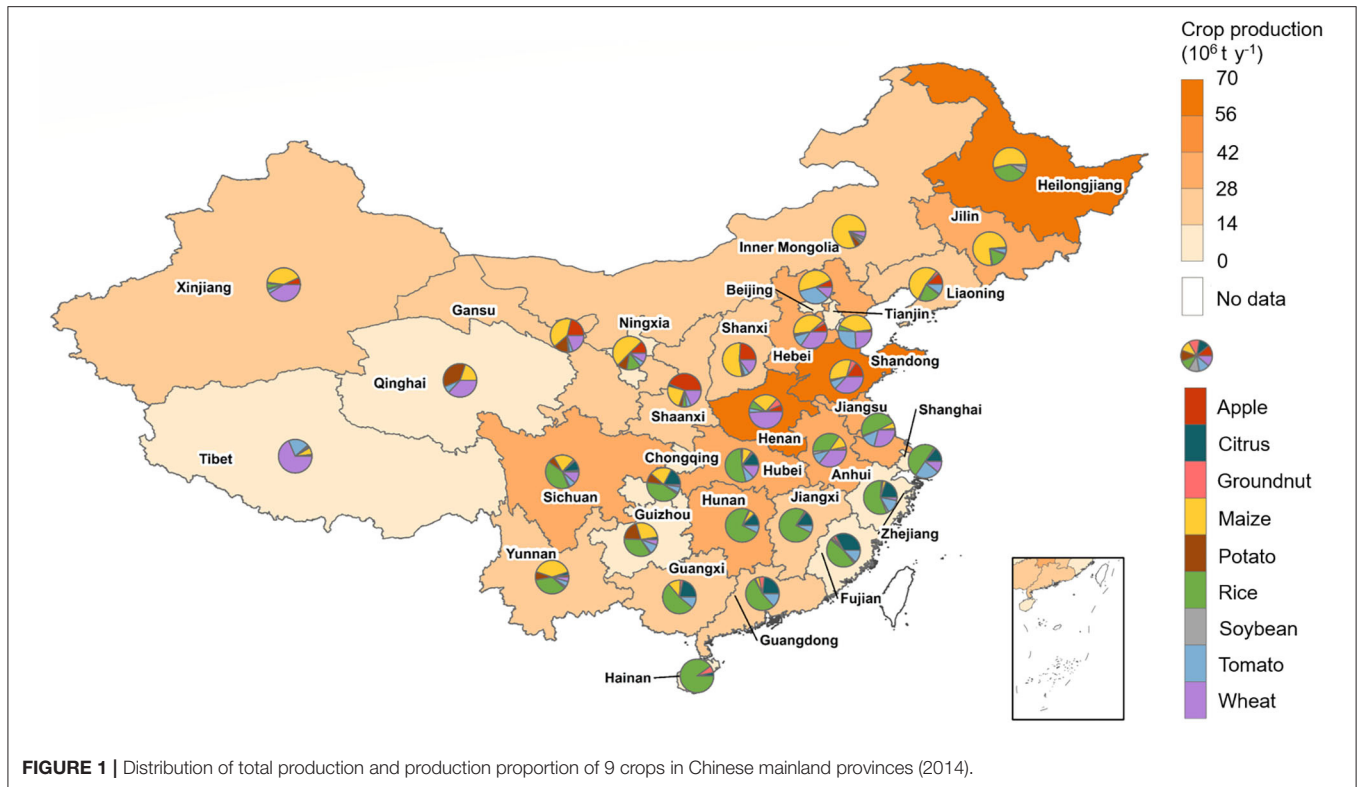 Crop production
(10⁶ t y⁻¹)
70
56
42
28
14
0
No data
Apple
Citrus
Groundnut
Maize
Potato
Rice
Soybean
Tomato
Wheat
Heilongjiang
Jilin
Inner Mongolia
Liaoning
Beijing
Tianjin
Xinjiang
Gansu
Ningxia
Shanxi
Hebei
Shandong
Qinghai
Shaanxi
Henan
Jiangsu
Shanghai
Tibet
Chongqing
Hubei
Anhui
Sichuan
Hunan
Jiangxi
Zhejiang
Guizhou
Yunnan
Guangxi
Fujian
Guangdong
Hainan
FIGURE 1 | Distribution of total production and production proportion of 9 crops in Chinese mainland provinces (2014).